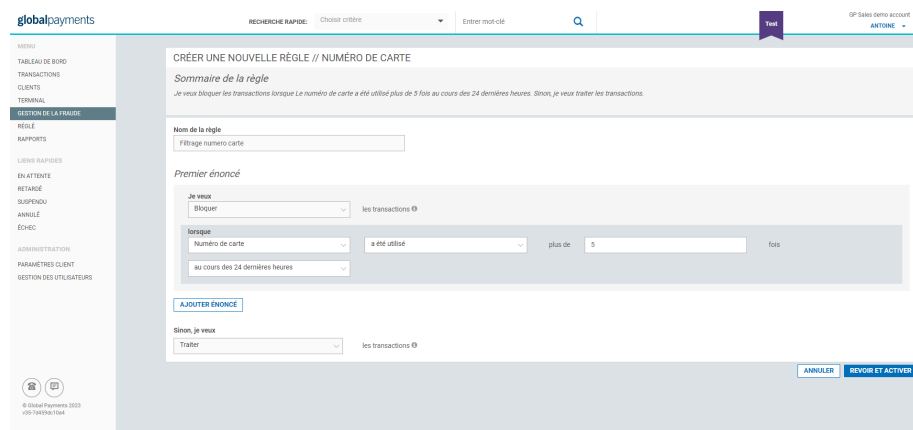 globalpayments
RECHERCHE RAPIDE: Choisir critère Entrer mot-clé
Test
GP Sales demo account
ANTOINE
MENU
TABLEAU DE BORD
TRANSACTIONS
CLIENTS
TERMINAL
GESTION DE LA FRAUDE
RÉGLÉ
RAPPORTS
LIENS RAPIDES
EN ATTENTE
RETARDÉ
SUSPENDU
ANNULÉ
ÉCHEC
ADMINISTRATION
PARAMÈTRES CLIENT
GESTION DES UTILISATEURS
© Global Payments 2023
v35-7d459dc10a4
CRÉER UNE NOUVELLE RÈGLE // NUMÉRO DE CARTE
Sommaire de la règle
Je veux bloquer les transactions lorsque Le numéro de carte a été utilisé plus de 5 fois au cours des 24 dernières heures. Sinon, je veux traiter les transactions.
Nom de la règle
Filtrage numero carte
Premier énoncé
Je veux
Bloquer les transactions
lorsque
Numéro de carte a été utilisé plus de 5 fois
au cours des 24 dernières heures
AJOUTER ÉNONCÉ
Sinon, je veux
Traiter les transactions
ANNULER REVOIR ET ACTIVER